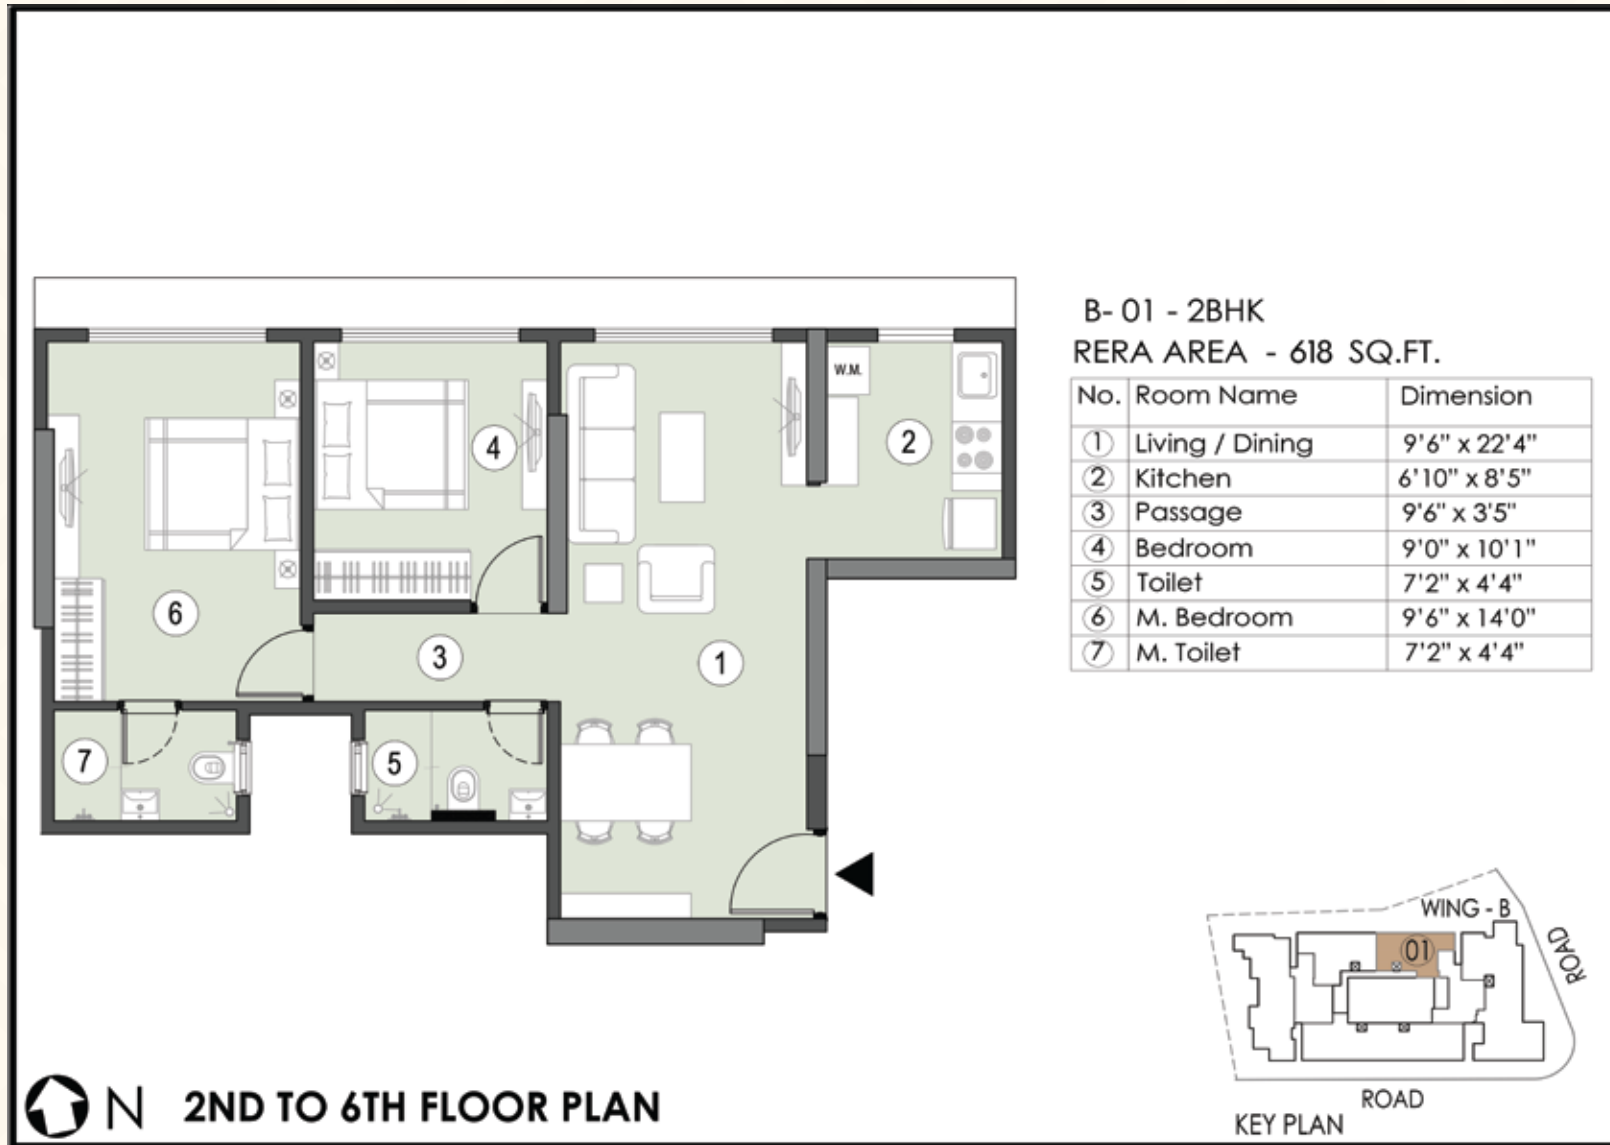 B- 01 - 2BHK
RERA AREA - 618 SQ.FT.
No. Room Name Dimension
1 Living / Dining 9'6" x 22'4"
2 Kitchen 6'10" x 8'5"
3 Passage 9'6" x 3'5"
4 Bedroom 9'0" x 10'1"
5 Toilet 7'2" x 4'4"
6 M. Bedroom 9'6" x 14'0"
7 M. Toilet 7'2" x 4'4"
W.M.
4
2
6
3
1
7
5
WING - B
01
ROAD
ROAD
KEY PLAN
N 2ND TO 6TH FLOOR PLAN